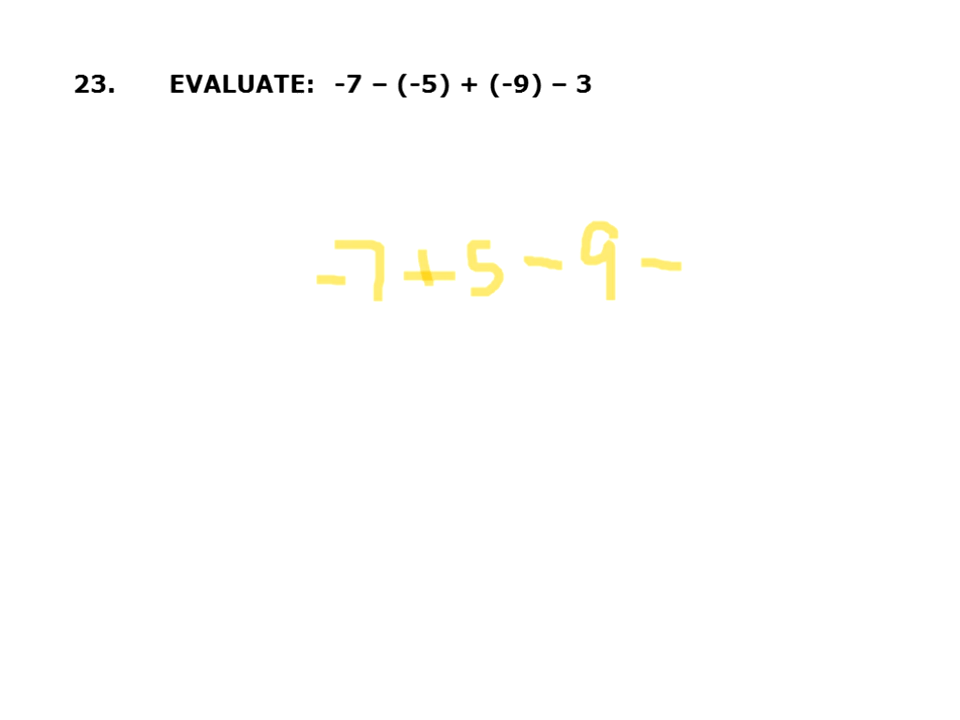 23. EVALUATE: -7 – (-5) + (-9) – 3
-7 + 5 - 9 -